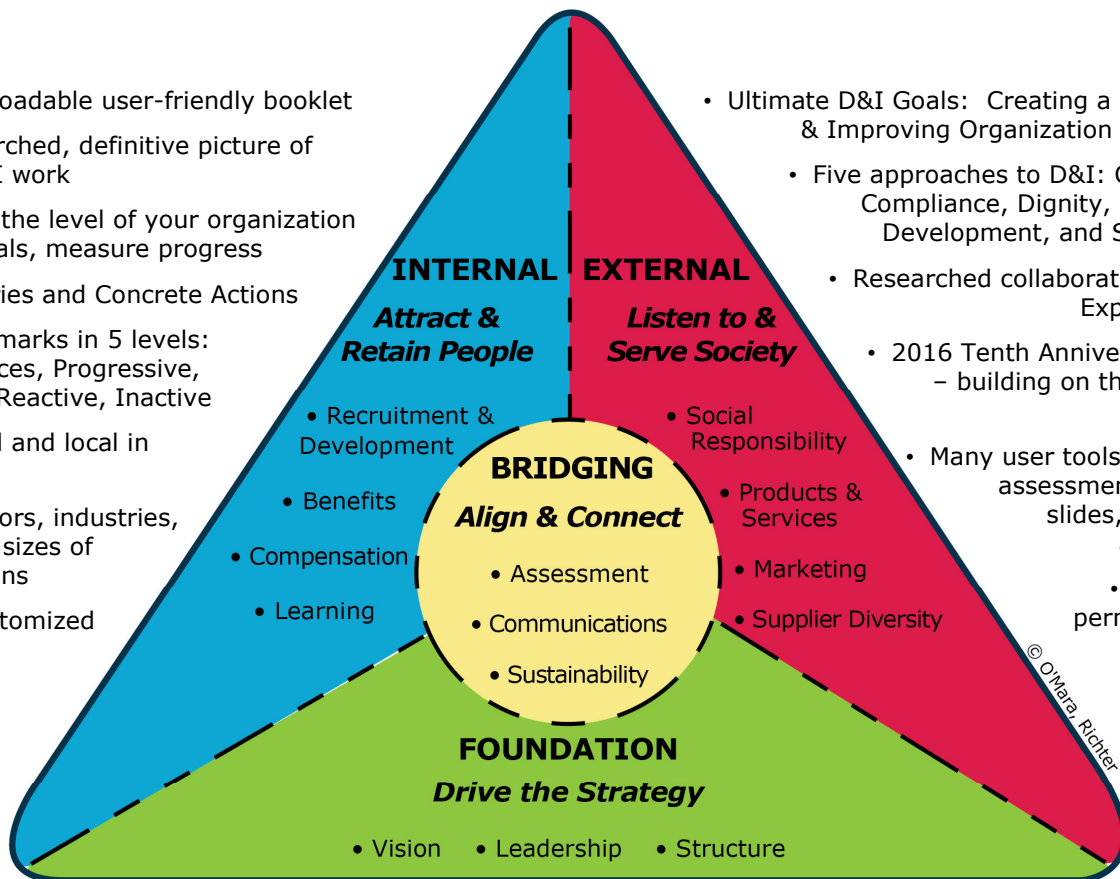 oadable user-friendly booklet
rched, definitive picture of
I work
the level of your organization
als, measure progress
ries and Concrete Actions
marks in 5 levels:
ces, Progressive,
Reactive, Inactive
l and local in
ors, industries,
sizes of
ns
tomized
INTERNAL
Attract &
Retain People
• Recruitment &
Development
• Benefits
• Compensation
• Learning
EXTERNAL
Listen to &
Serve Society
• Social
Responsibility
• Products &
Services
• Marketing
• Supplier Diversity
BRIDGING
Align & Connect
• Assessment
• Communications
• Sustainability
FOUNDATION
Drive the Strategy
• Vision • Leadership • Structure
• Ultimate D&I Goals: Creating a
& Improving Organization
• Five approaches to D&I:
Compliance, Dignity,
Development, and S
• Researched collaborat
Exp
• 2016 Tenth Annive
– building on th
• Many user tools
assessmen
slides,
•
perm
© O'Mara, Richter